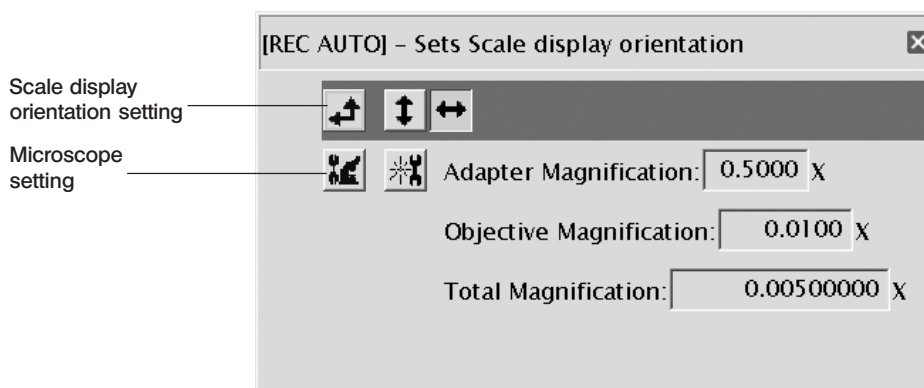 [REC AUTO] – Sets Scale display orientation
Scale display
orientation setting
Microscope
setting
Adapter Magnification: 0.5000 X
Objective Magnification: 0.0100 X
Total Magnification: 0.00500000 X